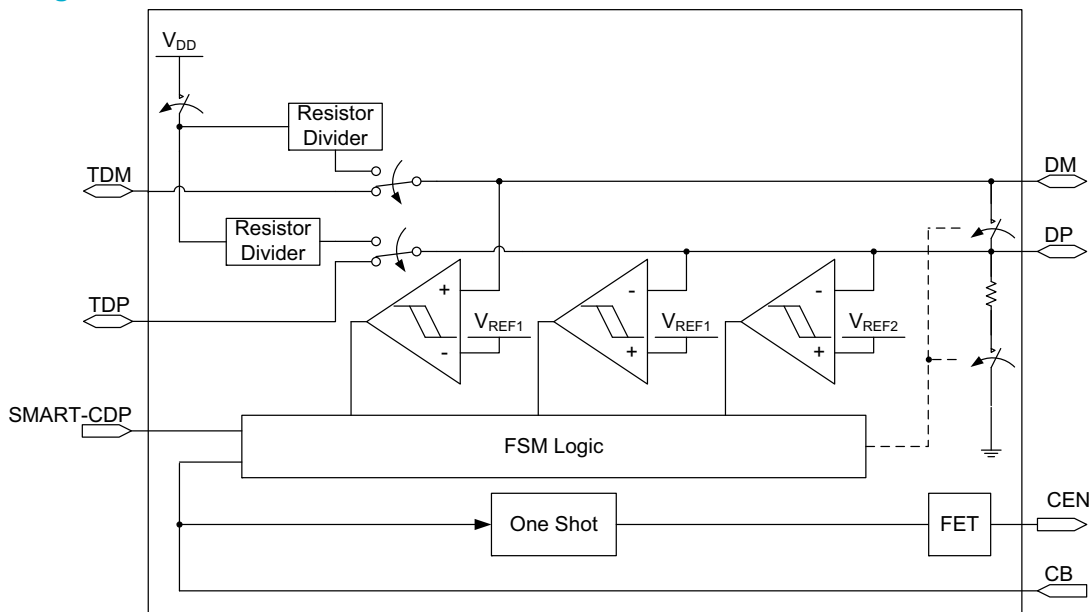 VDD
Resistor
Divider
TDM
DM
Resistor
Divider
DP
TDP
+
-
VREF1
-
+
VREF1
-
+
VREF2
SMART-CDP
FSM Logic
One Shot
FET
CEN
CB